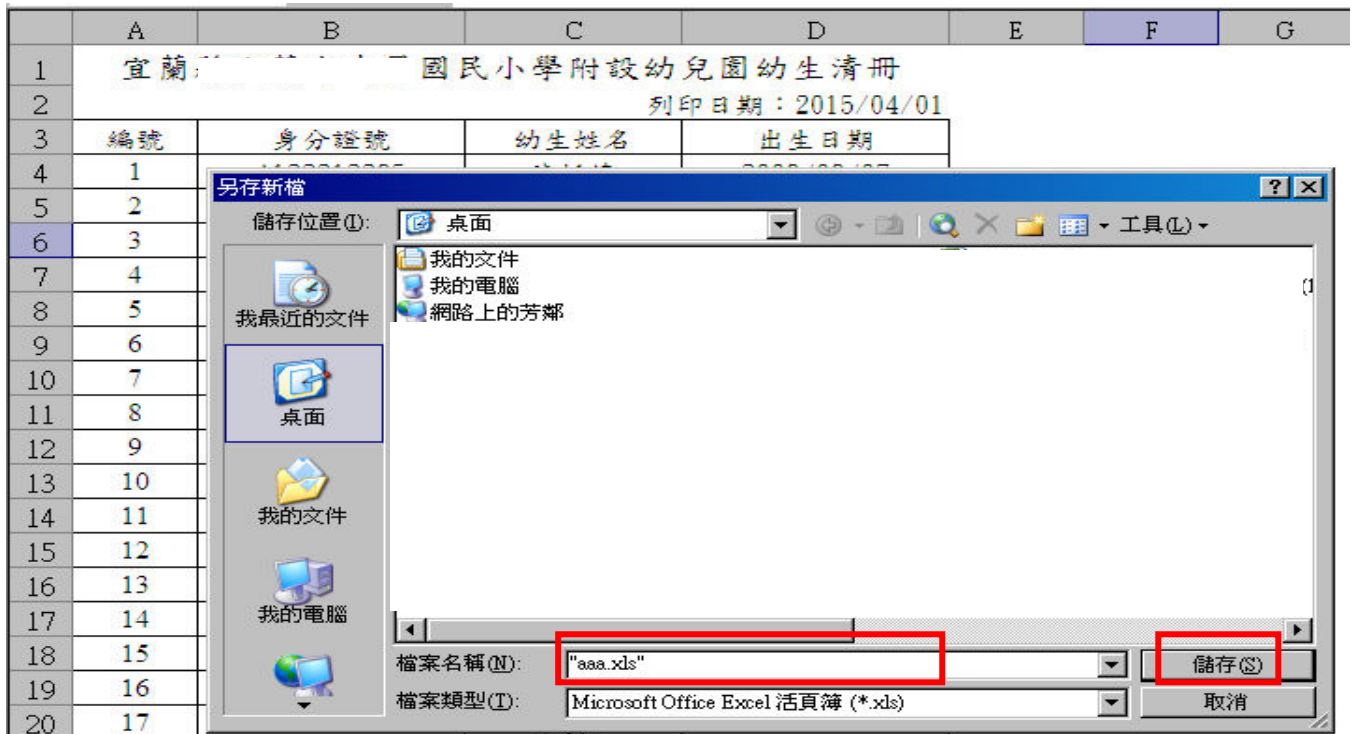 A B C D E F G
1 宜蘭 國民小學附設幼兒園幼生清冊
2 列印日期：2015/04/01
3 編號 身分證號 幼生姓名 出生日期
4 1
另存新檔
5 2
儲存位置(I): 桌面 工具(L)
6 3
我的文件
7 4
我的電腦
8 5
網路上的芳鄰
我最近的文件
9 6
10 7
11 8
桌面
12 9
13 10
14 11
我的文件
15 12
16 13
17 14
我的電腦
18 15
檔案名稱(N): "aaa.xls" 儲存(S)
19 16
檔案類型(T): Microsoft Office Excel 活頁簿 (*.xls) 取消
20 17